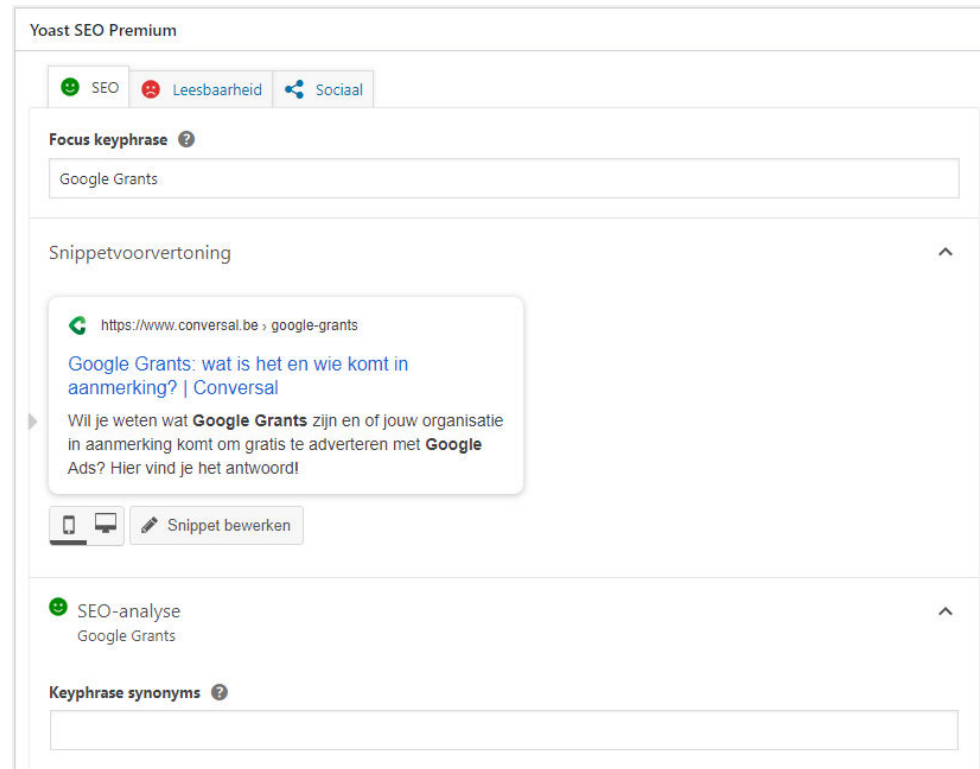 Yoast SEO Premium
SEO
Leesbaarheid
Sociaal
Focus keyphrase
Google Grants
Snippetvoorvertoning
https://www.conversal.be › google-grants
Google Grants: wat is het en wie komt in
aanmerking? | Conversal
Wil je weten wat Google Grants zijn en of jouw organisatie
in aanmerking komt om gratis te adverteren met Google
Ads? Hier vind je het antwoord!
Snippet bewerken
SEO-analyse
Google Grants
Keyphrase synonyms